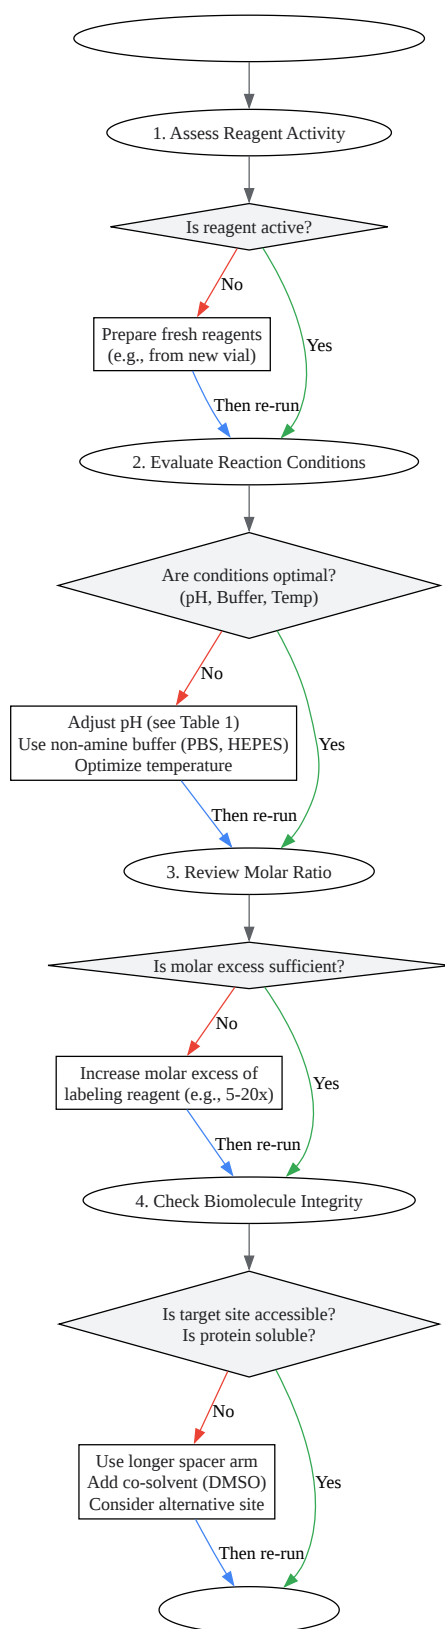 1. Assess Reagent Activity
Is reagent active?
No
Prepare fresh reagents
(e.g., from new vial)
Yes
Then re-run
2. Evaluate Reaction Conditions
Are conditions optimal?
(pH, Buffer, Temp)
No
Adjust pH (see Table 1)
Use non-amine buffer (PBS, HEPES)
Optimize temperature
Yes
Then re-run
3. Review Molar Ratio
Is molar excess sufficient?
No
Increase molar excess of
labeling reagent (e.g., 5-20x)
Yes
Then re-run
4. Check Biomolecule Integrity
Is target site accessible?
Is protein soluble?
No
Use longer spacer arm
Add co-solvent (DMSO)
Consider alternative site
Yes
Then re-run